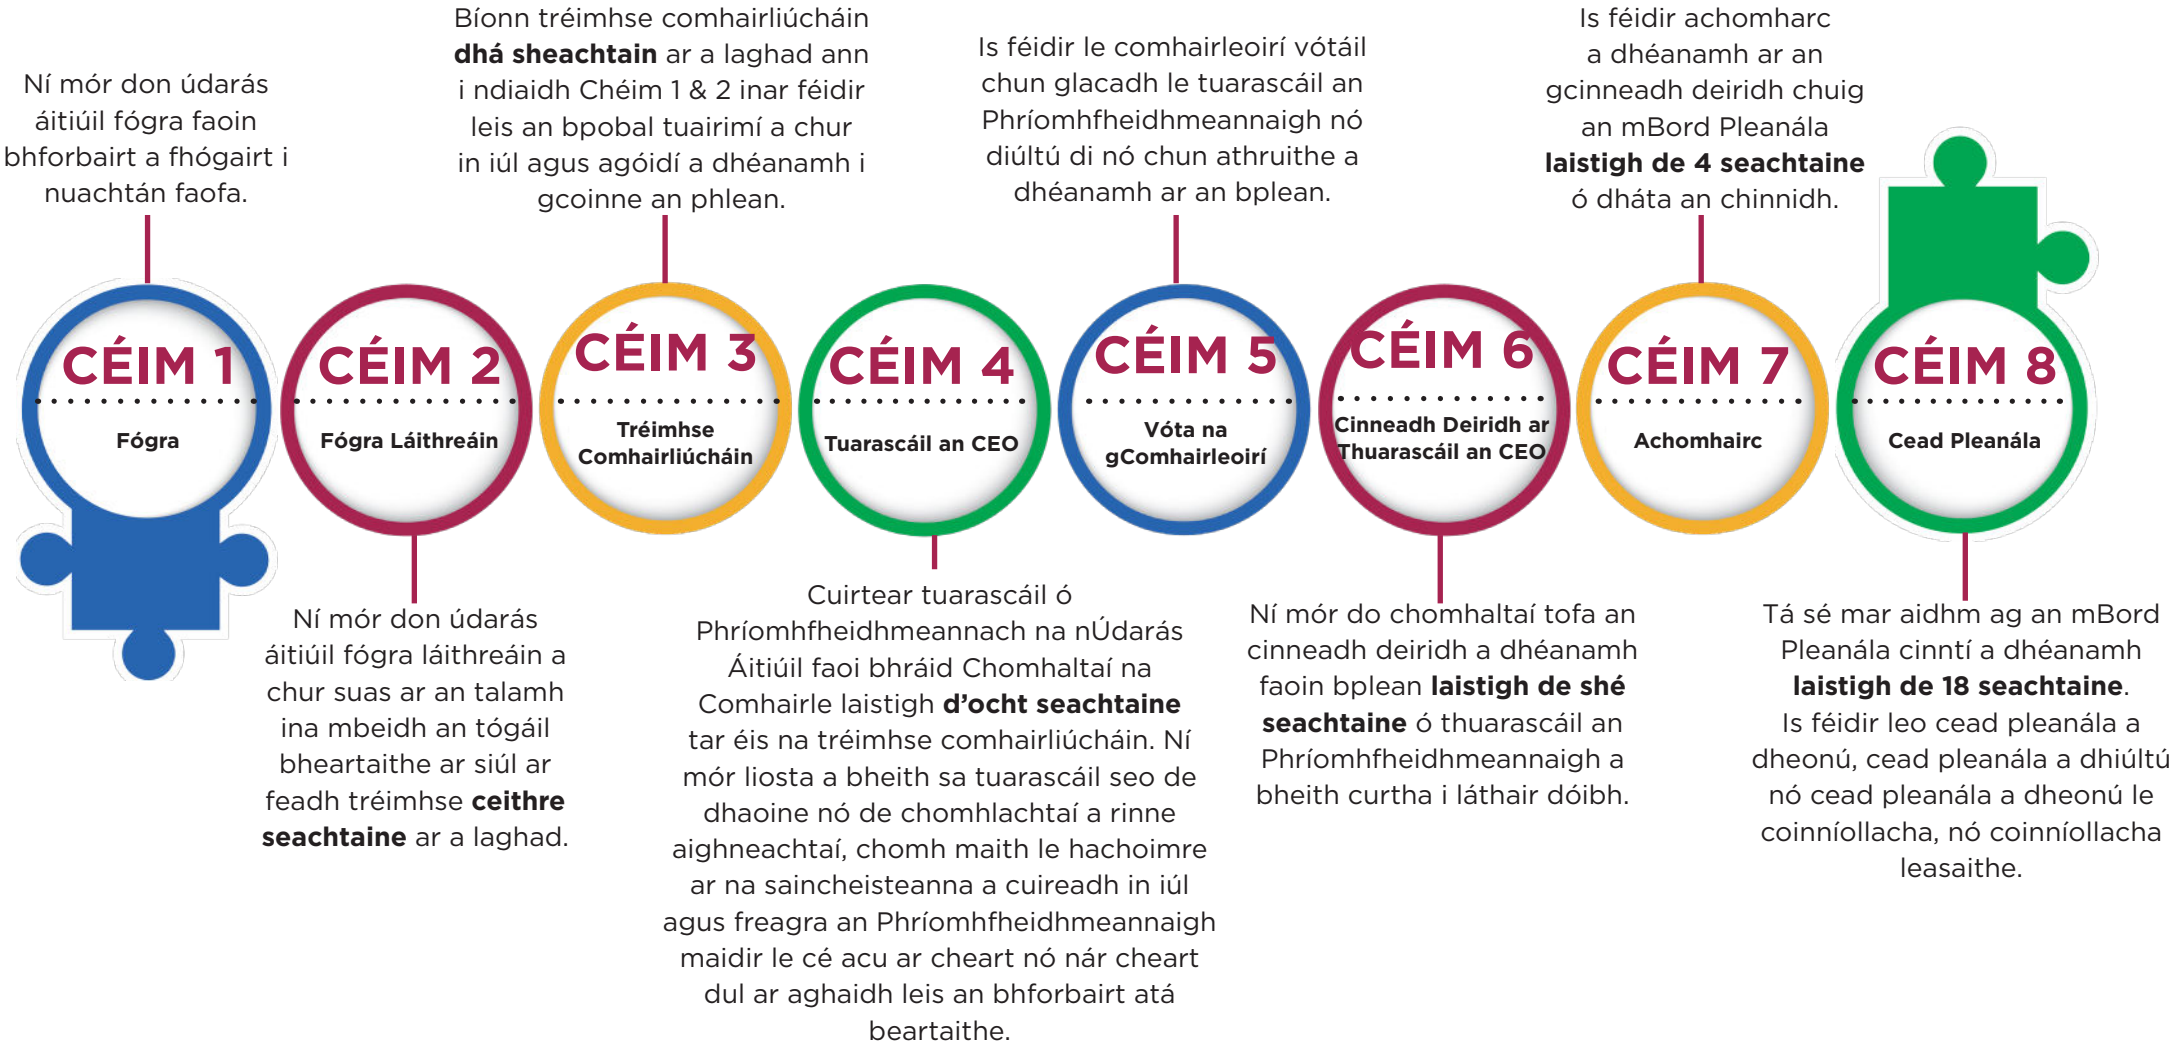 Ní mór don údarás
áitiúil fógra faoin
bhforbairt a fhógairt i
nuachtán faofa.
CÉIM 1
Fógra
CÉIM 2
Fógra Láithreáin
Ní mór don údarás
áitiúil fógra láithreáin a
chur suas ar an talamh
ina mbeidh an tógáil
bheartaithe ar siúl ar
feadh tréimhse ceithre
seachtaine ar a laghad.
Bíonn tréimhse comhairliúcháin
dhá sheachtain ar a laghad ann
i ndiaidh Chéim 1 & 2 inar féidir
leis an bpobal tuairimí a chur
in iúl agus agóidí a dhéanamh i
gcoinne an phlean.
CÉIM 3
Tréimhse
Comhairliúcháin
CÉIM 4
Tuarascáil an CEO
Cuirtear tuarascáil ó
Phríomhfheidhmeannach na nÚdarás
Áitiúil faoi bhráid Chomhaltaí na
Comhairle laistigh d'ocht seachtaine
tar éis na tréimhse comhairliúcháin. Ní
mór liosta a bheith sa tuarascáil seo de
dhaoine nó de chomhlachtaí a rinne
aighneachtaí, chomh maith le hachoimre
ar na saincheisteanna a cuireadh in iúl
agus freagra an Phríomhfheidhmeannaigh
maidir le cé acu ar cheart nó nár cheart
dul ar aghaidh leis an bhforbairt atá
beartaithe.
Is féidir le comhairleoirí vótáil
chun glacadh le tuarascáil an
Phríomhfheidhmeannaigh nó
diúltú di nó chun athruithe a
dhéanamh ar an bplean.
CÉIM 5
Vóta na
gComhairleoirí
CÉIM 6
Cinneadh Deiridh ar
Thuarascáil an CEO
Ní mór do chomhaltaí tofa an
cinneadh deiridh a dhéanamh
faoin bplean laistigh de shé
seachtaine ó thuarascáil an
Phríomhfheidhmeannaigh a
bheith curtha i láthair dóibh.
Is féidir achomharc
a dhéanamh ar an
gcinneadh deiridh chuig
an mBord Pleanála
laistigh de 4 seachtaine
ó dháta an chinnidh.
CÉIM 7
Achomhairc
CÉIM 8
Cead Pleanála
Tá sé mar aidhm ag an mBord
Pleanála cinntí a dhéanamh
laistigh de 18 seachtaine.
Is féidir leo cead pleanála a
dheonú, cead pleanála a dhiúltú
nó cead pleanála a dheonú le
coinníollacha, nó coinníollacha
leasaithe.